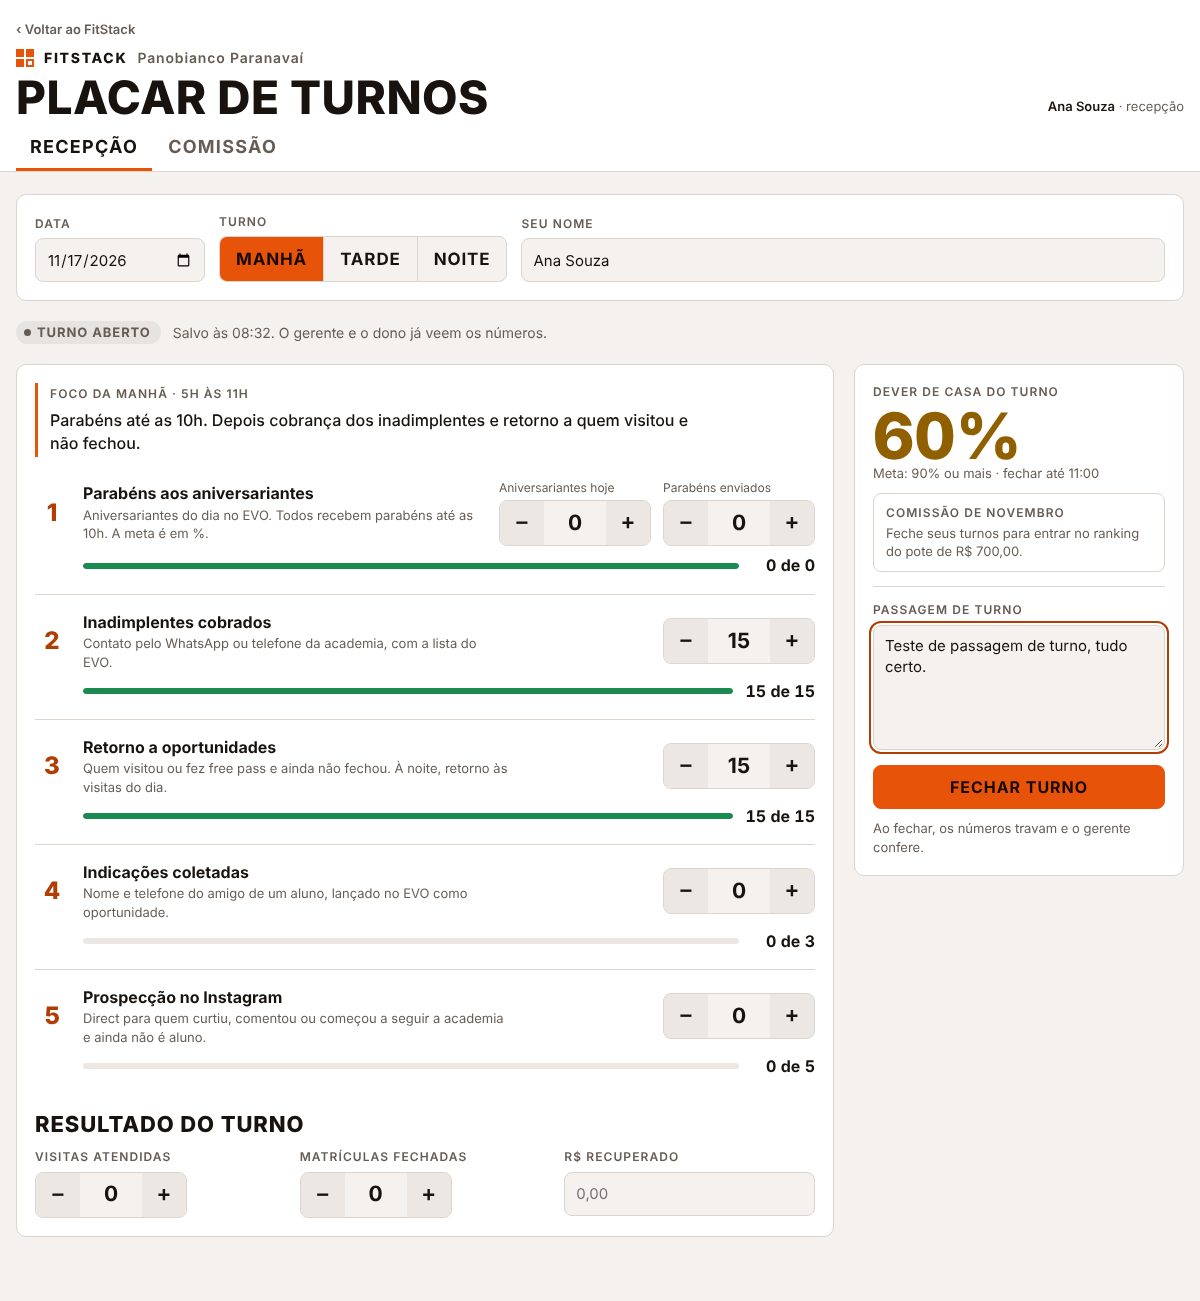 ‹ Voltar ao FitStack
FITSTACK Panobianco Paranavaí
PLACAR DE TURNOS
Ana Souza · recepção
RECEPÇÃO COMISSÃO
DATA
TURNO
SEU NOME
11/17/2026
MANHÃ TARDE NOITE
Ana Souza
TURNO ABERTO
Salvo às 08:32. O gerente e o dono já veem os números.
FOCO DA MANHÃ · 5H ÀS 11H
Parabéns até as 10h. Depois cobrança dos inadimplentes e retorno a quem visitou e
não fechou.
1
Parabéns aos aniversariantes
Aniversariantes do dia no EVO. Todos recebem parabéns até as
10h. A meta é em %.
Aniversariantes hoje
− 0 +
Parabéns enviados
− 0 +
0 de 0
2
Inadimplentes cobrados
Contato pelo WhatsApp ou telefone da academia, com a lista do
EVO.
− 15 +
15 de 15
3
Retorno a oportunidades
Quem visitou ou fez free pass e ainda não fechou. À noite, retorno às
visitas do dia.
− 15 +
15 de 15
4
Indicações coletadas
Nome e telefone do amigo de um aluno, lançado no EVO como
oportunidade.
− 0 +
0 de 3
5
Prospecção no Instagram
Direct para quem curtiu, comentou ou começou a seguir a academia
e ainda não é aluno.
− 0 +
0 de 5
RESULTADO DO TURNO
VISITAS ATENDIDAS
− 0 +
MATRÍCULAS FECHADAS
− 0 +
R$ RECUPERADO
0,00
DEVER DE CASA DO TURNO
60%
Meta: 90% ou mais · fechar até 11:00
COMISSÃO DE NOVEMBRO
Feche seus turnos para entrar no ranking
do pote de R$ 700,00.
PASSAGEM DE TURNO
Teste de passagem de turno, tudo
certo.
FECHAR TURNO
Ao fechar, os números travam e o gerente
confere.